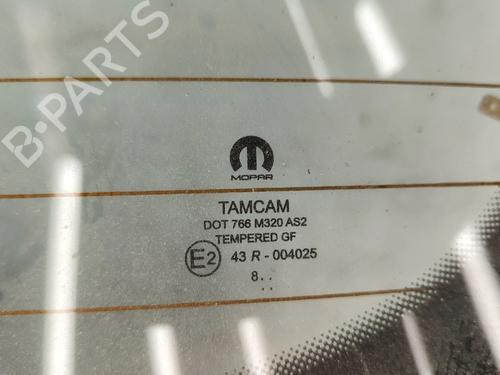 B-PARTS
MOPAR
TAMCAM
DOT 766 M320 AS2
TEMPERED GF
E2 43 R - 004025
8..